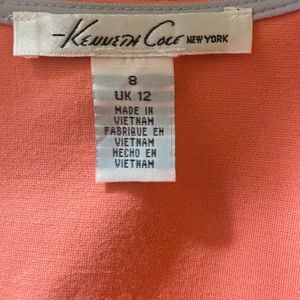 Kenneth Cole NEW YORK
8
UK 12
MADE IN
VIETNAM
FABRIQUE EN
VIETNAM
HECHO EN
VIETNAM